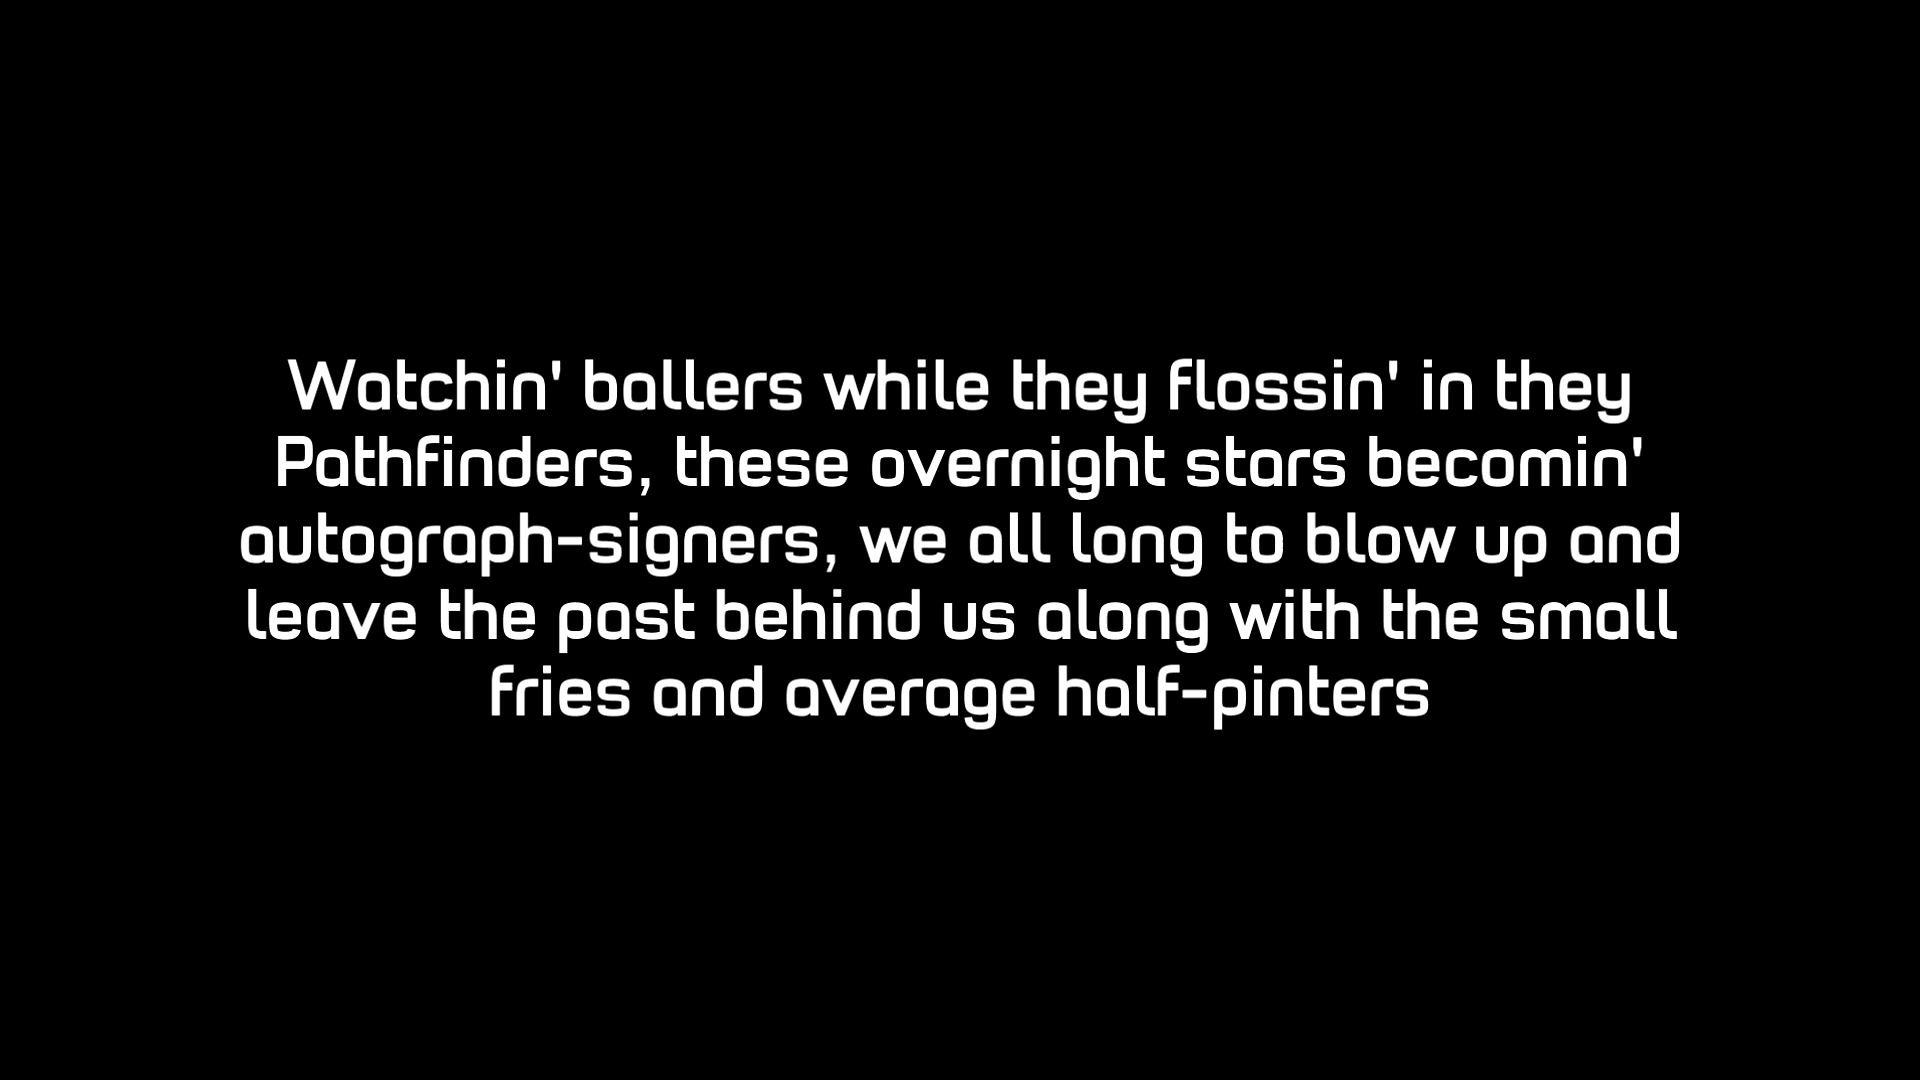 Watchin' ballers while they flossin' in they
Pathfinders, these overnight stars becomin'
autograph-signers, we all long to blow up and
leave the past behind us along with the small
fries and average half-pinters